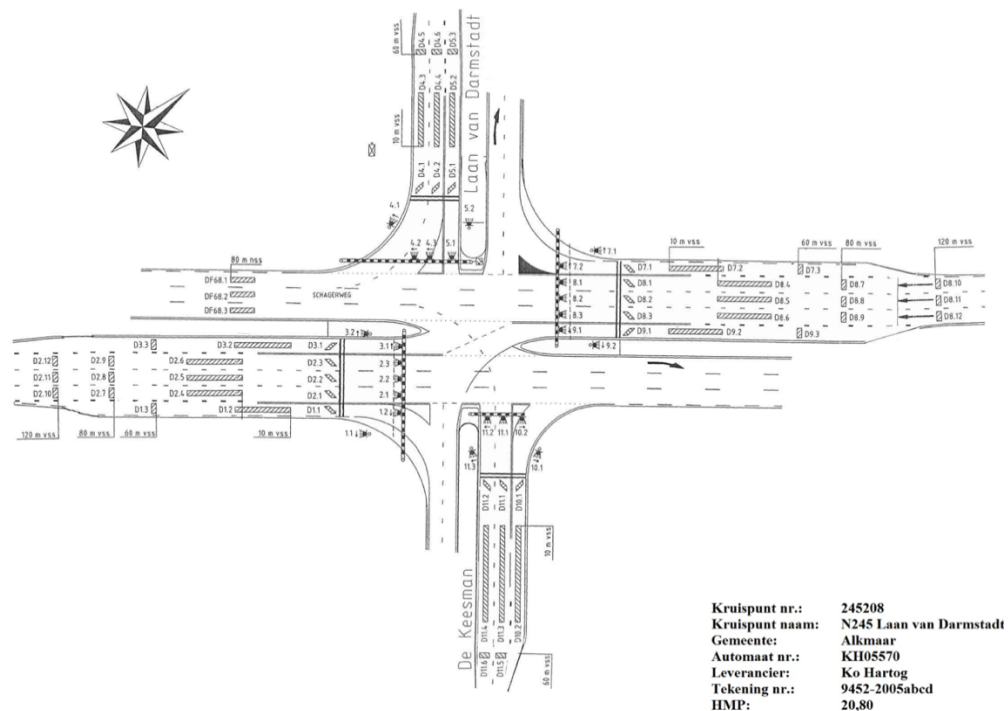 60 m vss
D4.5
D4.6
D5.3
D4.3
D4.4
D5.2
10 m vss
D4.1
D4.2
D5.1
Laan van Darmstadt
4.1
5.2
4.2
4.3
5.1
7.1
7.2
80 m nss
DF68.1
DF68.2
DF68.3
SCHAGERWEG
8.1
8.2
8.3
9.1
9.2
10 m vss
60 m vss
80 m vss
120 m vss
D7.1
D7.2
D7.3
D8.1
D8.4
D8.7
D8.10
D8.2
D8.5
D8.8
D8.11
D8.3
D8.6
D8.9
D8.12
D9.1
D9.2
D9.3
3.2
3.1
2.3
2.2
2.1
1.2
1.1
D3.3
D3.2
D3.1
D2.12
D2.9
D2.6
D2.3
D2.11
D2.8
D2.5
D2.2
D2.10
D2.7
D2.4
D2.1
D1.3
D1.2
D1.1
120 m vss
80 m vss
60 m vss
10 m vss
11.2
11.1
10.2
11.3
10.1
D11.2
D11.1
D10.1
10 m vss
D11.4
D11.3
D10.2
D11.6
D11.5
60 m vss
De Keesman
Kruispunt nr.: 245208
Kruispunt naam: N245 Laan van Darmstadt
Gemeente: Alkmaar
Automaat nr.: KH05570
Leverancier: Ko Hartog
Tekening nr.: 9452-2005abcd
HMP: 20,80